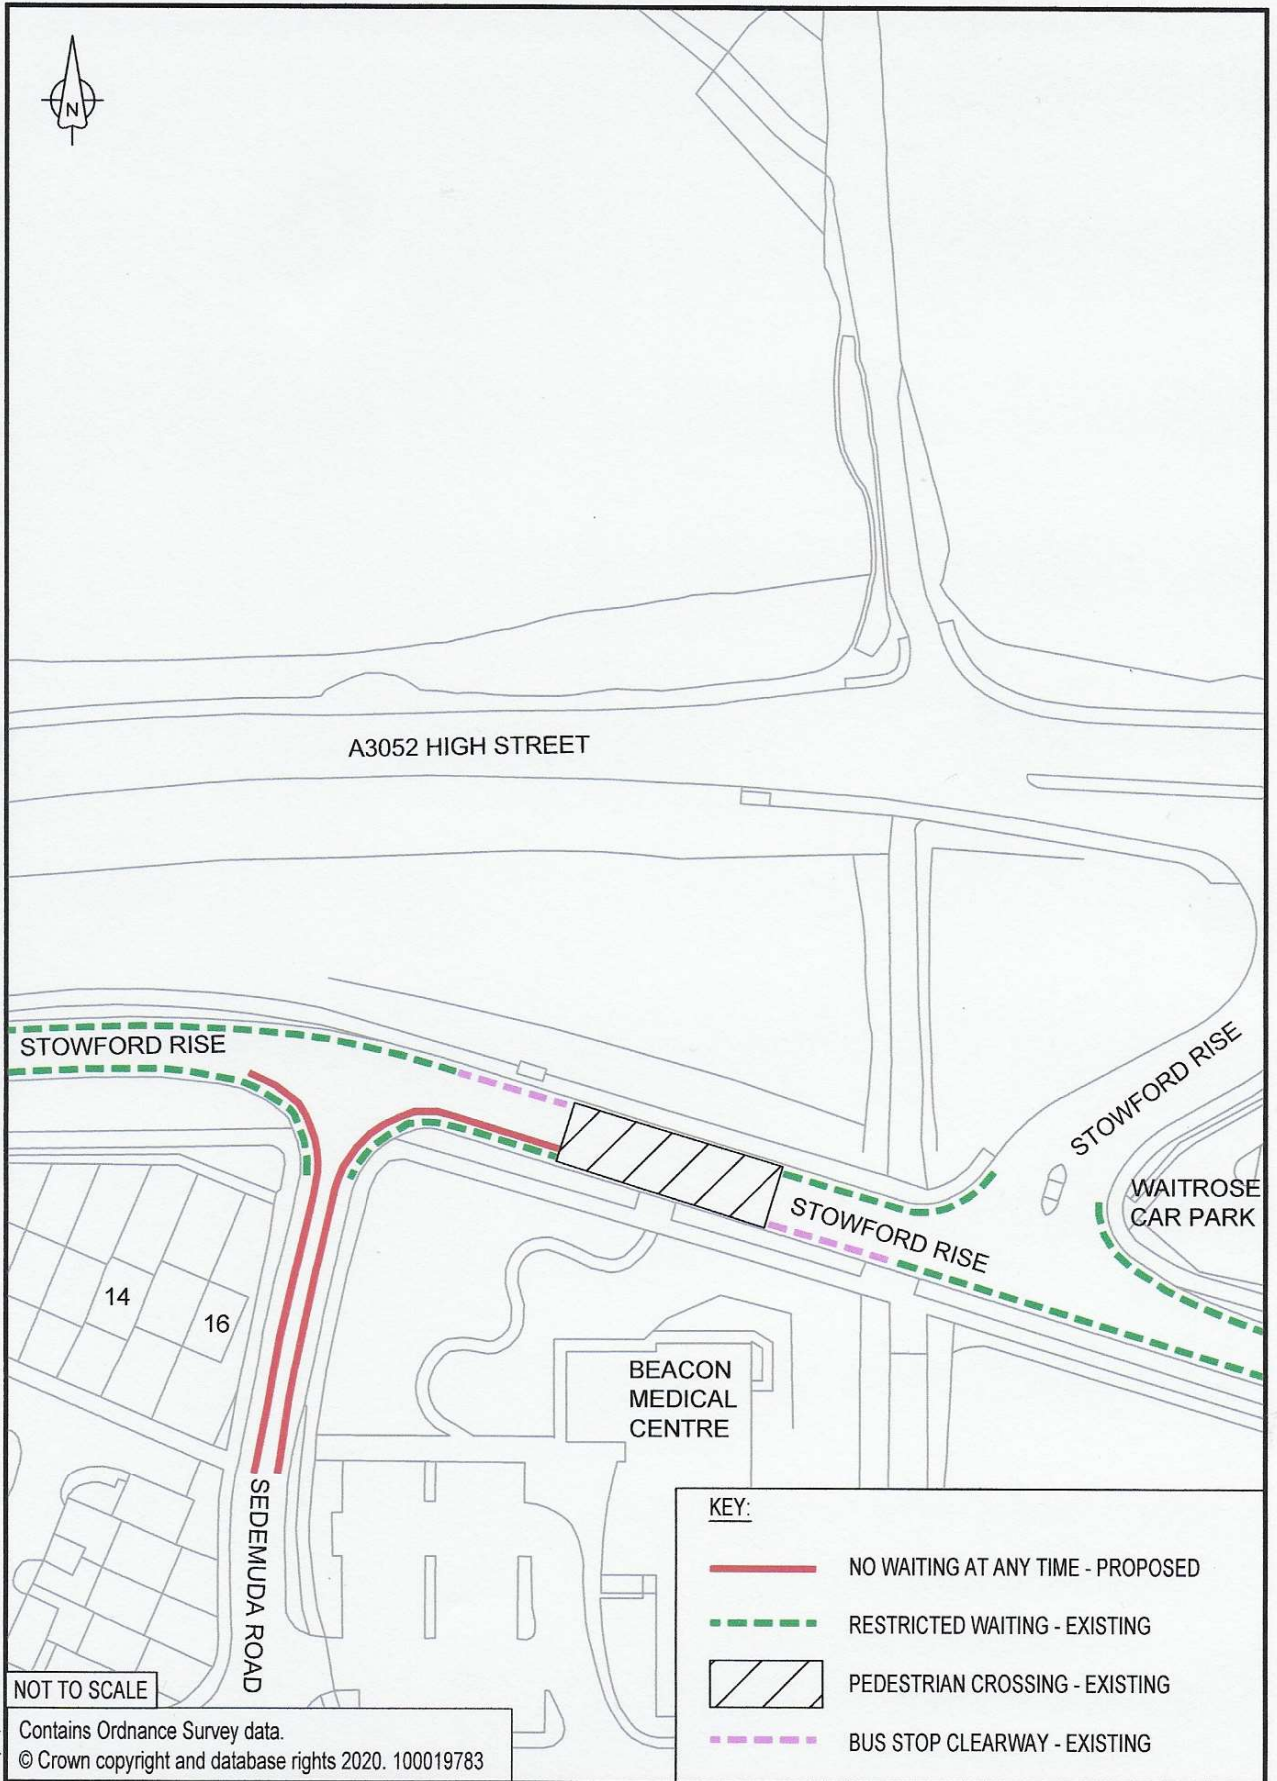 N
A3052 HIGH STREET
STOWFORD RISE
STOWFORD RISE
WAITROSE
CAR PARK
STOWFORD RISE
14
16
BEACON
MEDICAL
CENTRE
SEDEMUDA ROAD
KEY:
NO WAITING AT ANY TIME - PROPOSED
RESTRICTED WAITING - EXISTING
PEDESTRIAN CROSSING - EXISTING
BUS STOP CLEARWAY - EXISTING
NOT TO SCALE
Contains Ordnance Survey data.
© Crown copyright and database rights 2020. 100019783